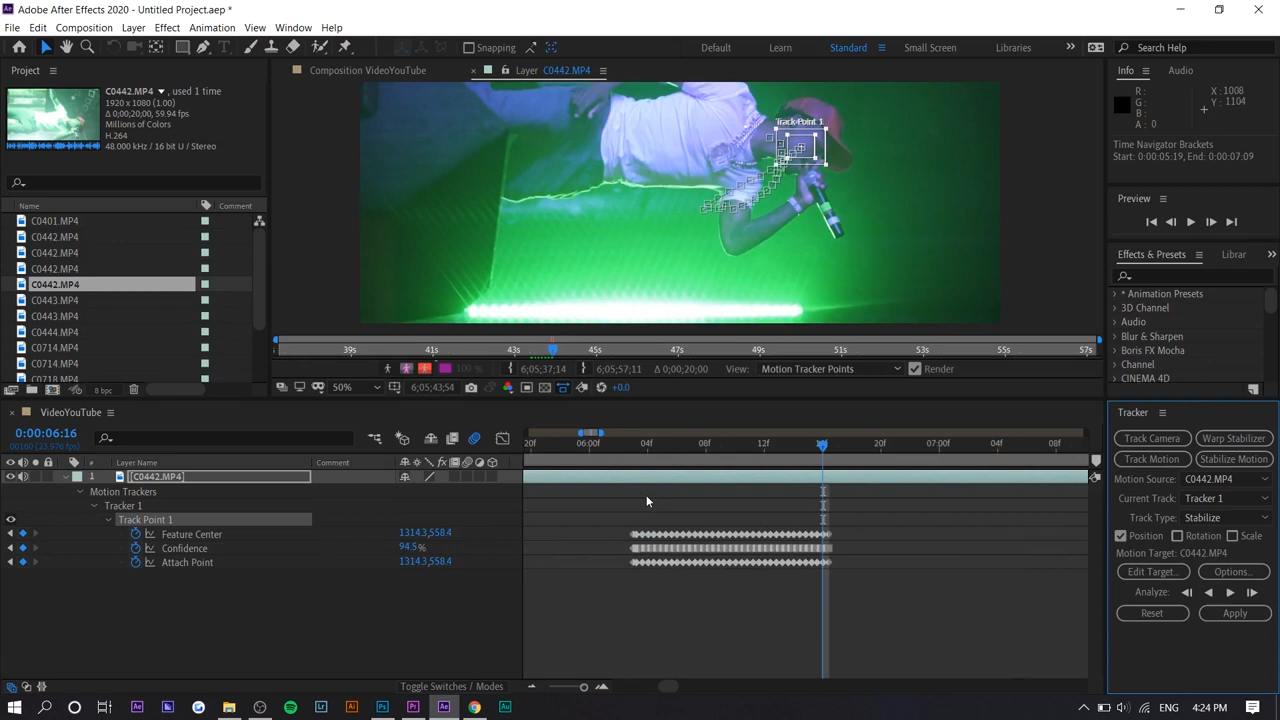 Adobe After Effects 2020 - Untitled Project.aep *
File Edit Composition Layer Effect Animation View Window Help
Snapping
Default Learn Standard Small Screen Libraries
Search Help
Project
C0442.MP4 , used 1 time
1920 x 1080 (1.00)
Δ 0;00;20;00, 59.94 fps
Millions of Colors
H.264
48.000 kHz / 16 bit U / Stereo
Name Comment
C0401.MP4
C0442.MP4
C0442.MP4
C0442.MP4
C0442.MP4
C0443.MP4
C0443.MP4
C0444.MP4
C0714.MP4
C0714.MP4
C0718.MP4
8 bpc
Composition VideoYouTube
Layer C0442.MP4
Track Point 1
39s 41s 43s 45s 47s 49s 51s 53s 55s 57s
100 % 6;05;37;14 6;05;57;11 Δ 0;00;20;00 View: Motion Tracker Points Render
50% 6;05;43;54 +0.0
Info Audio
R :
G :
B :
A : 0
X : 1008
Y : 1104
Time Navigator Brackets
Start: 0:00:05:19, End: 0:00:07:09
Preview
Effects & Presets Librar
* Animation Presets
3D Channel
Audio
Blur & Sharpen
Boris FX Mocha
Channel
CINEMA 4D
VideoYouTube
0:00:06:16
00160 (23.976 fps)
# Layer Name Comment
1 [C0442.MP4]
Motion Trackers
Tracker 1
Track Point 1
Feature Center 1314.3,558.4
Confidence 94.5%
Attach Point 1314.3,558.4
20f 06:00f 04f 08f 12f 20f 07:00f 04f 08f
Toggle Switches / Modes
Tracker
Track Camera Warp Stabilizer
Track Motion Stabilize Motion
Motion Source: C0442.MP4
Current Track: Tracker 1
Track Type: Stabilize
Position Rotation Scale
Motion Target: C0442.MP4
Edit Target... Options...
Analyze:
Reset Apply
ENG 4:24 PM